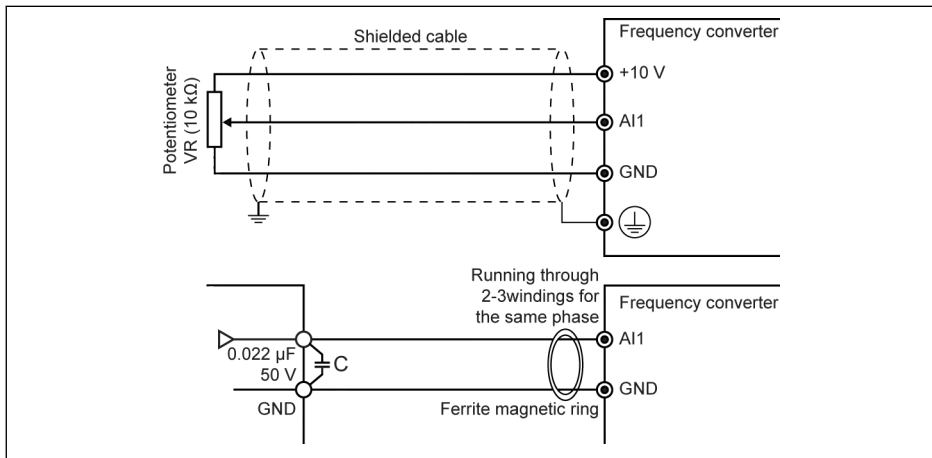 Shielded cable
Frequency converter
Potentiometer
VR (10 kΩ)
+10 V
AI1
GND
Running through
2-3windings for
the same phase
Frequency converter
0.022 µF
50 V
C
AI1
GND
GND
Ferrite magnetic ring